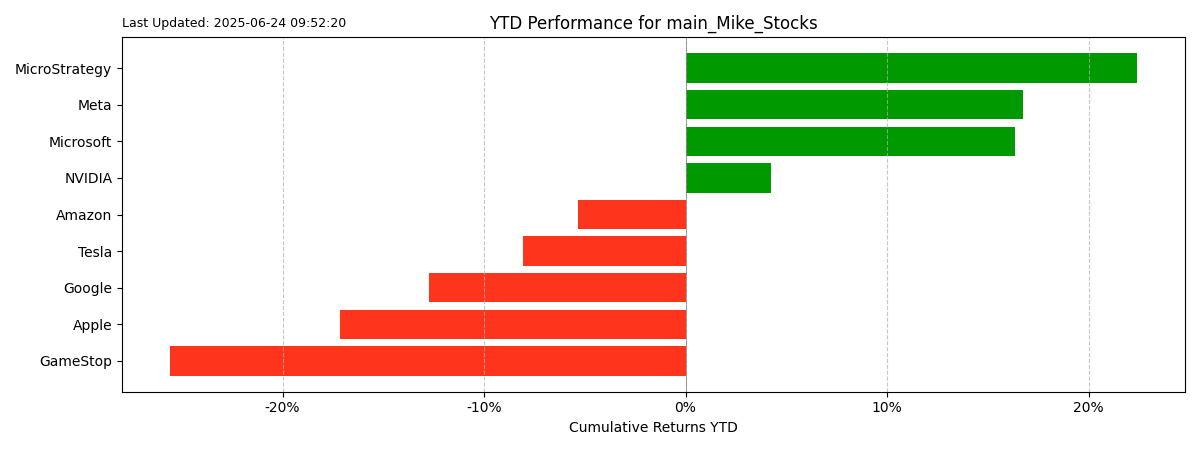 Last Updated: 2025-06-24 09:52:20
YTD Performance for main_Mike_Stocks
MicroStrategy
Meta
Microsoft
NVIDIA
Amazon
Tesla
Google
Apple
GameStop
-20% -10% 0% 10% 20%
Cumulative Returns YTD